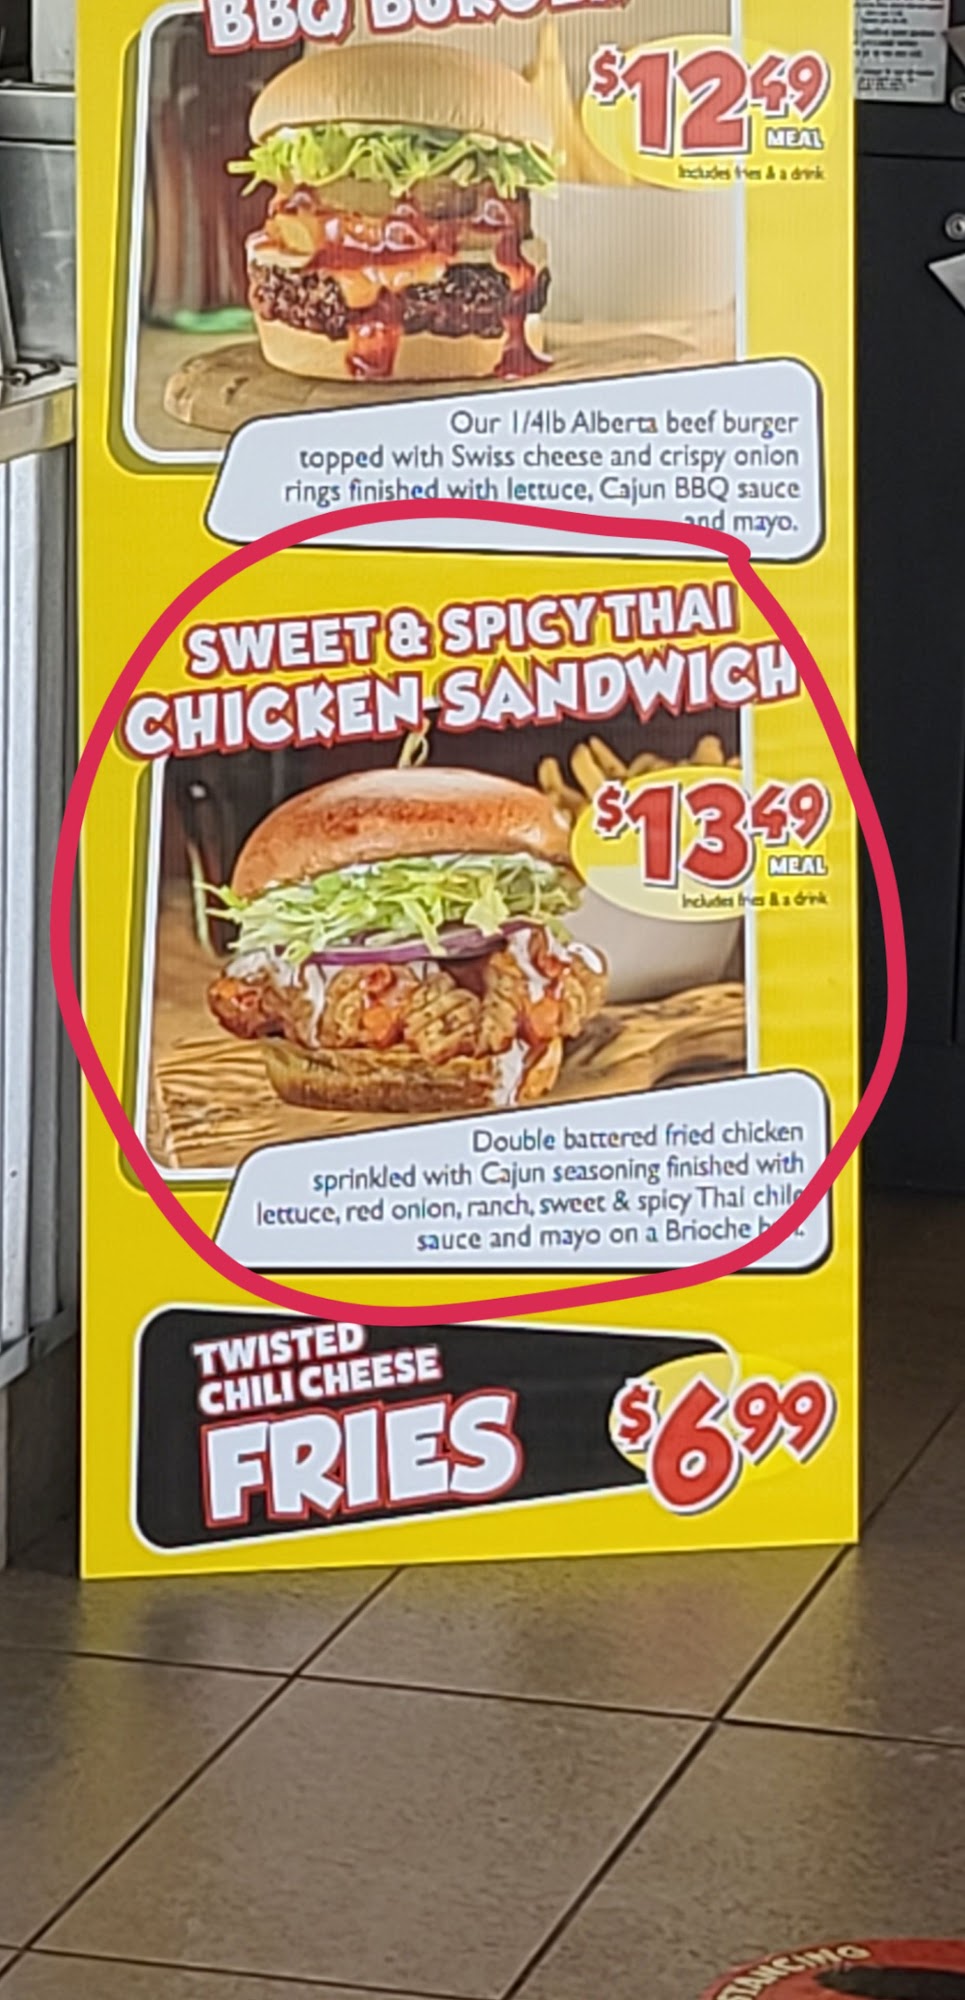 BBQ BURGER
$12.49
MEAL
Includes fries & a drink
Our 1/4lb Alberta beef burger
topped with Swiss cheese and crispy onion
rings finished with lettuce, Cajun BBQ sauce
and mayo.
SWEET & SPICY THAI
CHICKEN SANDWICH
$13.49
MEAL
Includes fries & a drink
Double battered fried chicken
sprinkled with Cajun seasoning finished with
lettuce, red onion, ranch, sweet & spicy Thai chile
sauce and mayo on a Brioche
TWISTED
CHILI CHEESE
FRIES
$6.99